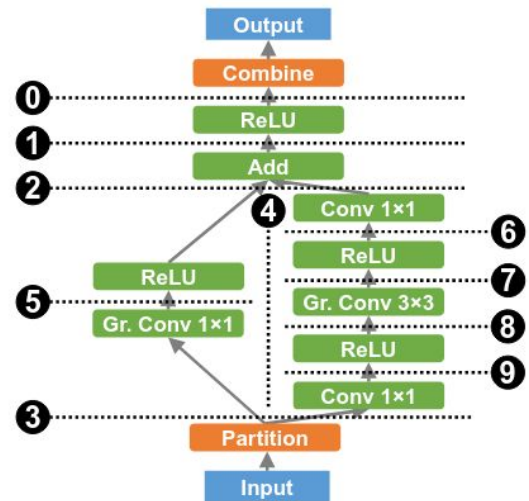 Output
Combine
0
ReLU
1
Add
2
4
Conv 1×1
6
ReLU
ReLU
7
5
Gr. Conv 3×3
Gr. Conv 1×1
8
ReLU
9
Conv 1×1
3
Partition
Input